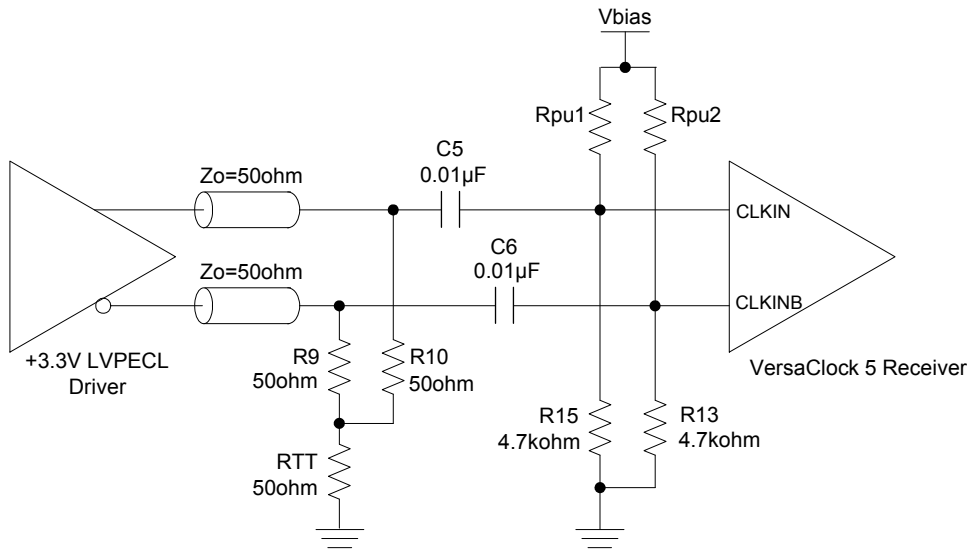 Vbias
Rpu1
Rpu2
C5
0.01µF
Zo=50ohm
CLKIN
C6
0.01µF
Zo=50ohm
CLKINB
+3.3V LVPECL
Driver
R9
50ohm
R10
50ohm
VersaClock 5 Receiver
R15
4.7kohm
R13
4.7kohm
RTT
50ohm